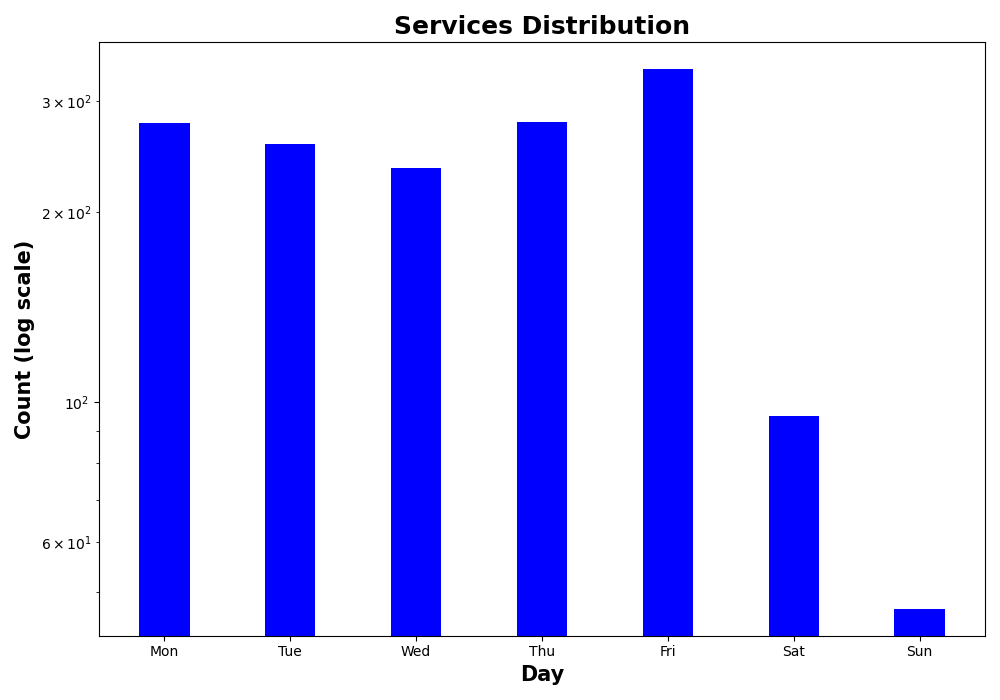 Services Distribution
Count (log scale)
3 × 10²
2 × 10²
10²
6 × 10¹
Mon Tue Wed Thu Fri Sat Sun
Day